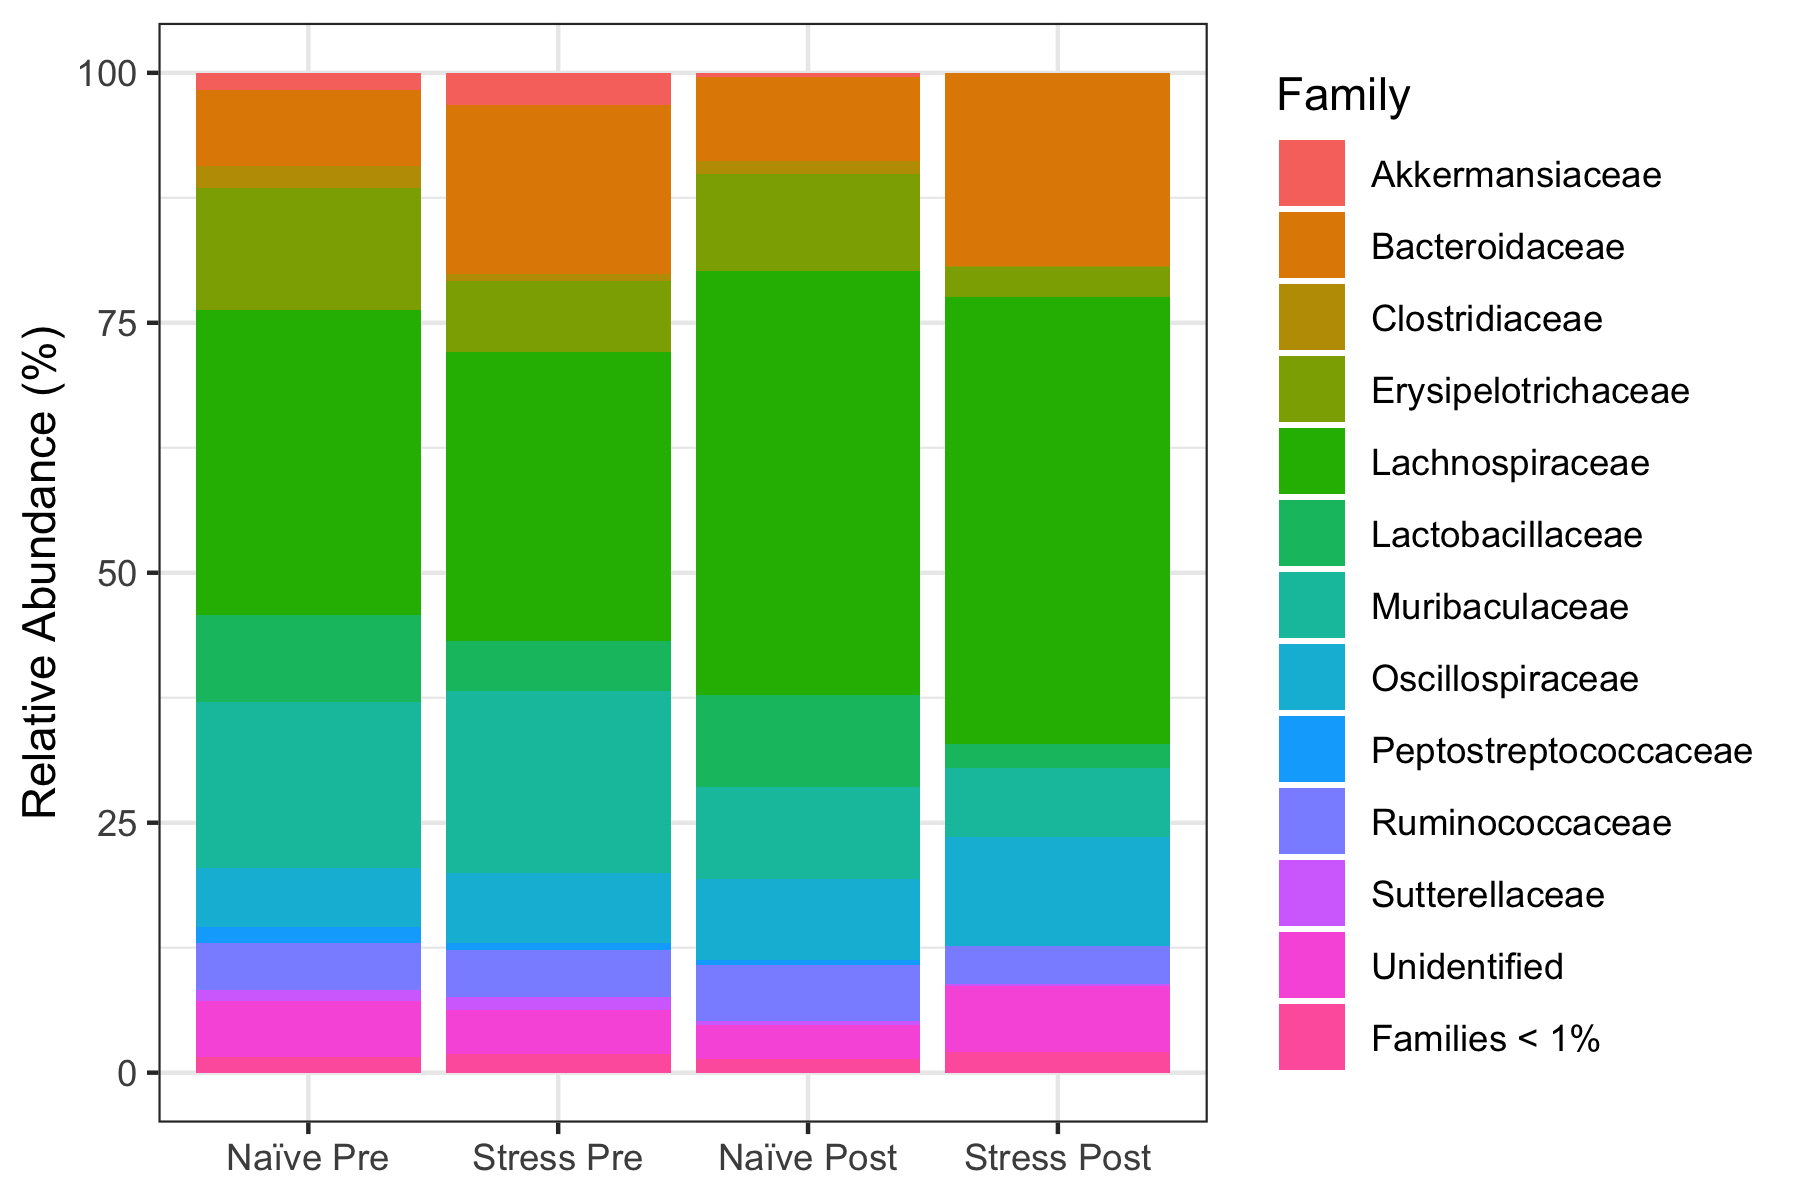 Relative Abundance (%)
100
75
50
25
0
Naïve Pre
Stress Pre
Naïve Post
Stress Post
Family
Akkermansiaceae
Bacteroidaceae
Clostridiaceae
Erysipelotrichaceae
Lachnospiraceae
Lactobacillaceae
Muribaculaceae
Oscillospiraceae
Peptostreptococcaceae
Ruminococcaceae
Sutterellaceae
Unidentified
Families < 1%